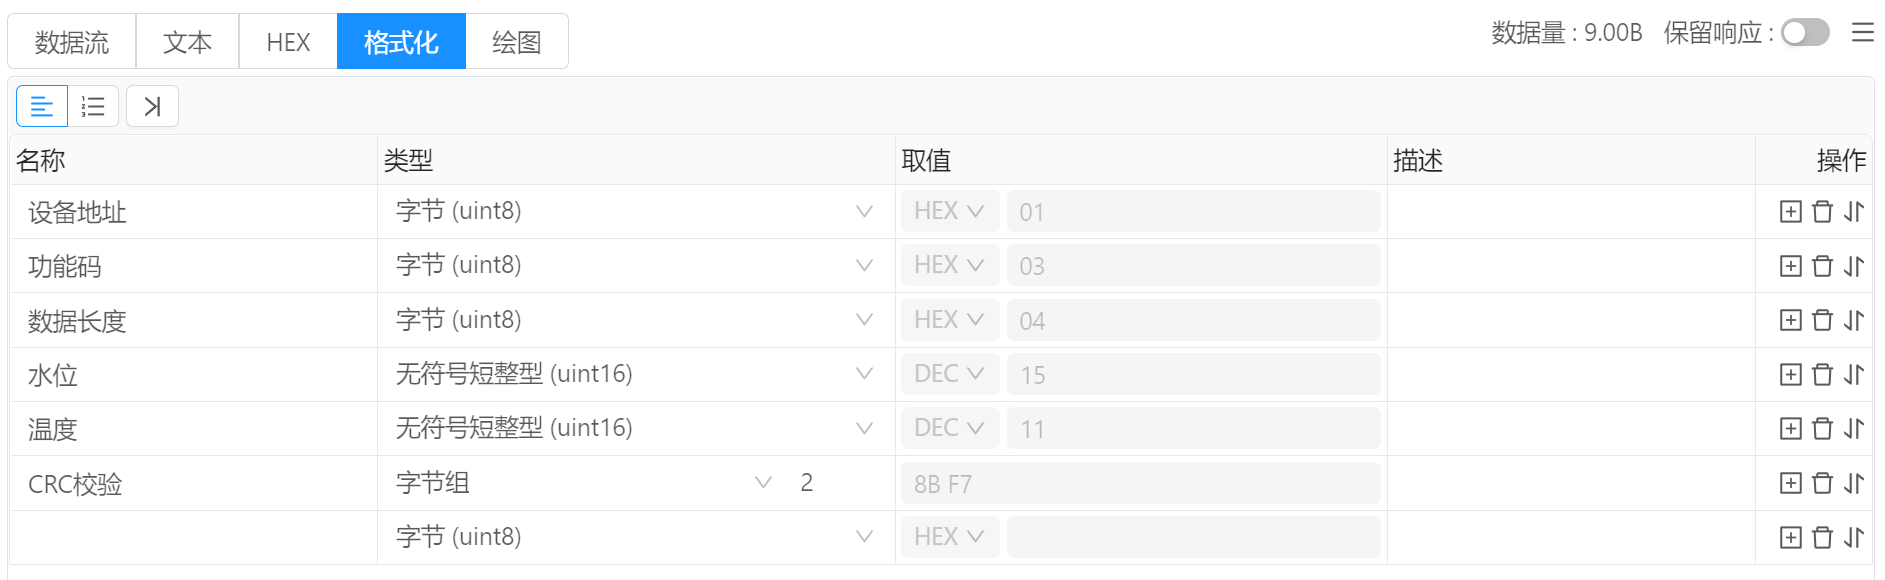 数据流 文本 HEX 格式化 绘图 数据量 : 9.00B 保留响应 :
名称 类型 取值 描述 操作
设备地址 字节 (uint8) HEX 01
功能码 字节 (uint8) HEX 03
数据长度 字节 (uint8) HEX 04
水位 无符号短整型 (uint16) DEC 15
温度 无符号短整型 (uint16) DEC 11
CRC校验 字节组 2 8B F7
字节 (uint8) HEX